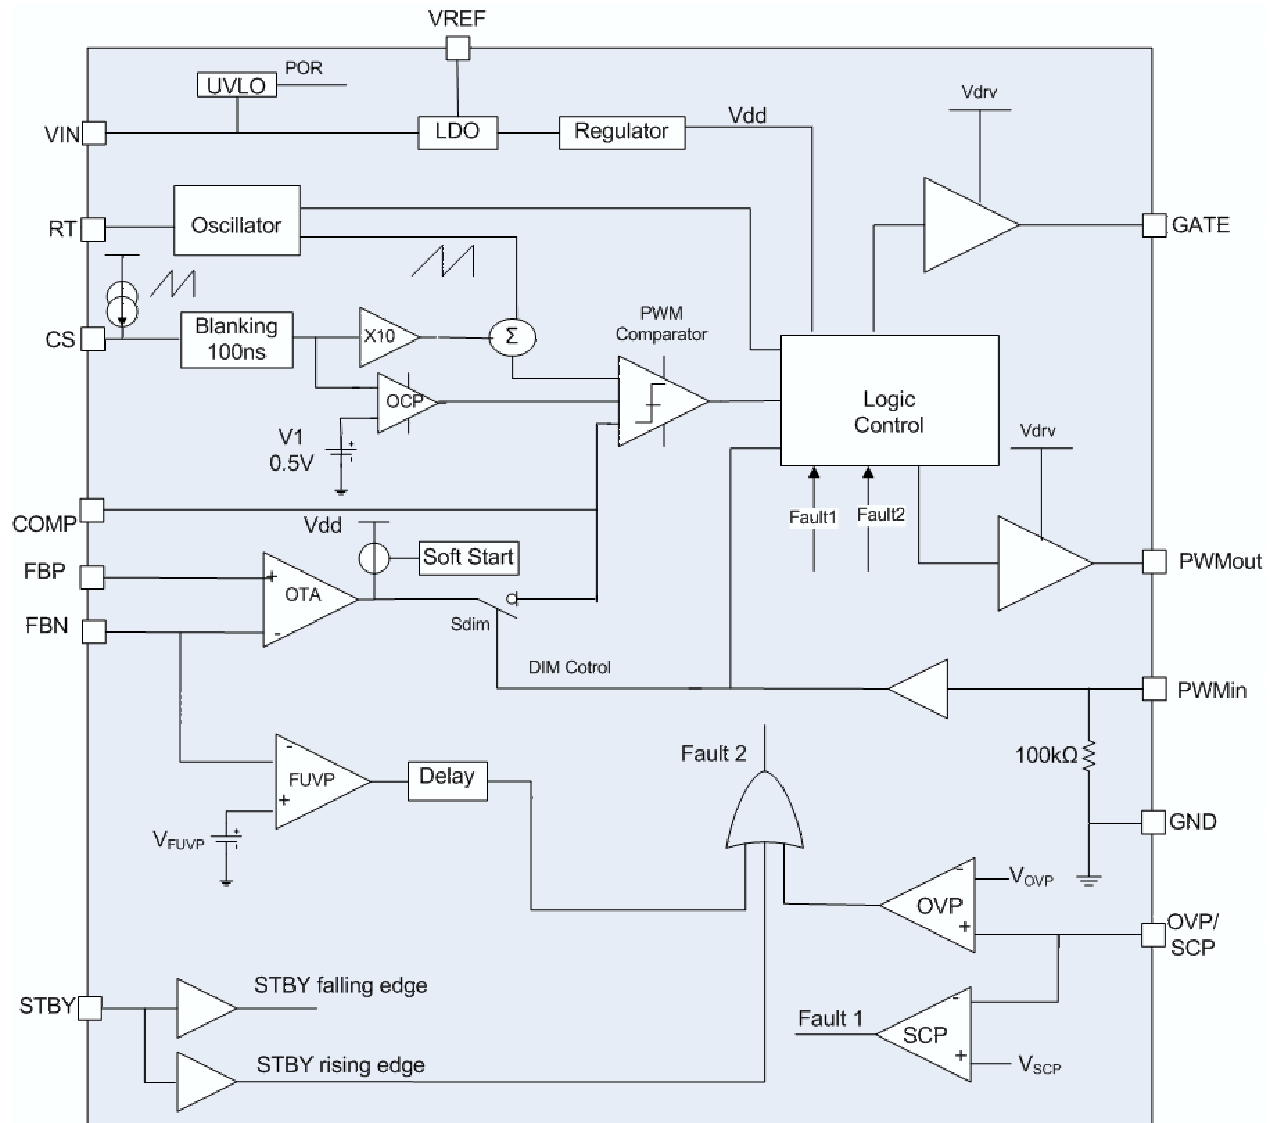 VREF
POR
UVLO
VIN
LDO
Regulator
Vdd
Vdrv
RT
Oscillator
GATE
CS
Blanking
100ns
X10
Σ
PWM
Comparator
OCP
V1
0.5V
Logic
Control
Vdrv
COMP
Vdd
Fault1
Fault2
Soft Start
FBP
OTA
+
-
FBN
Sdim
PWMout
DIM Cotrol
PWMin
Fault 2
100kΩ
-
FUVP
+
Delay
VFUVP
GND
VOVP
-
OVP
+
OVP/
SCP
STBY
STBY falling edge
Fault 1
-
SCP
+
VSCP
STBY rising edge